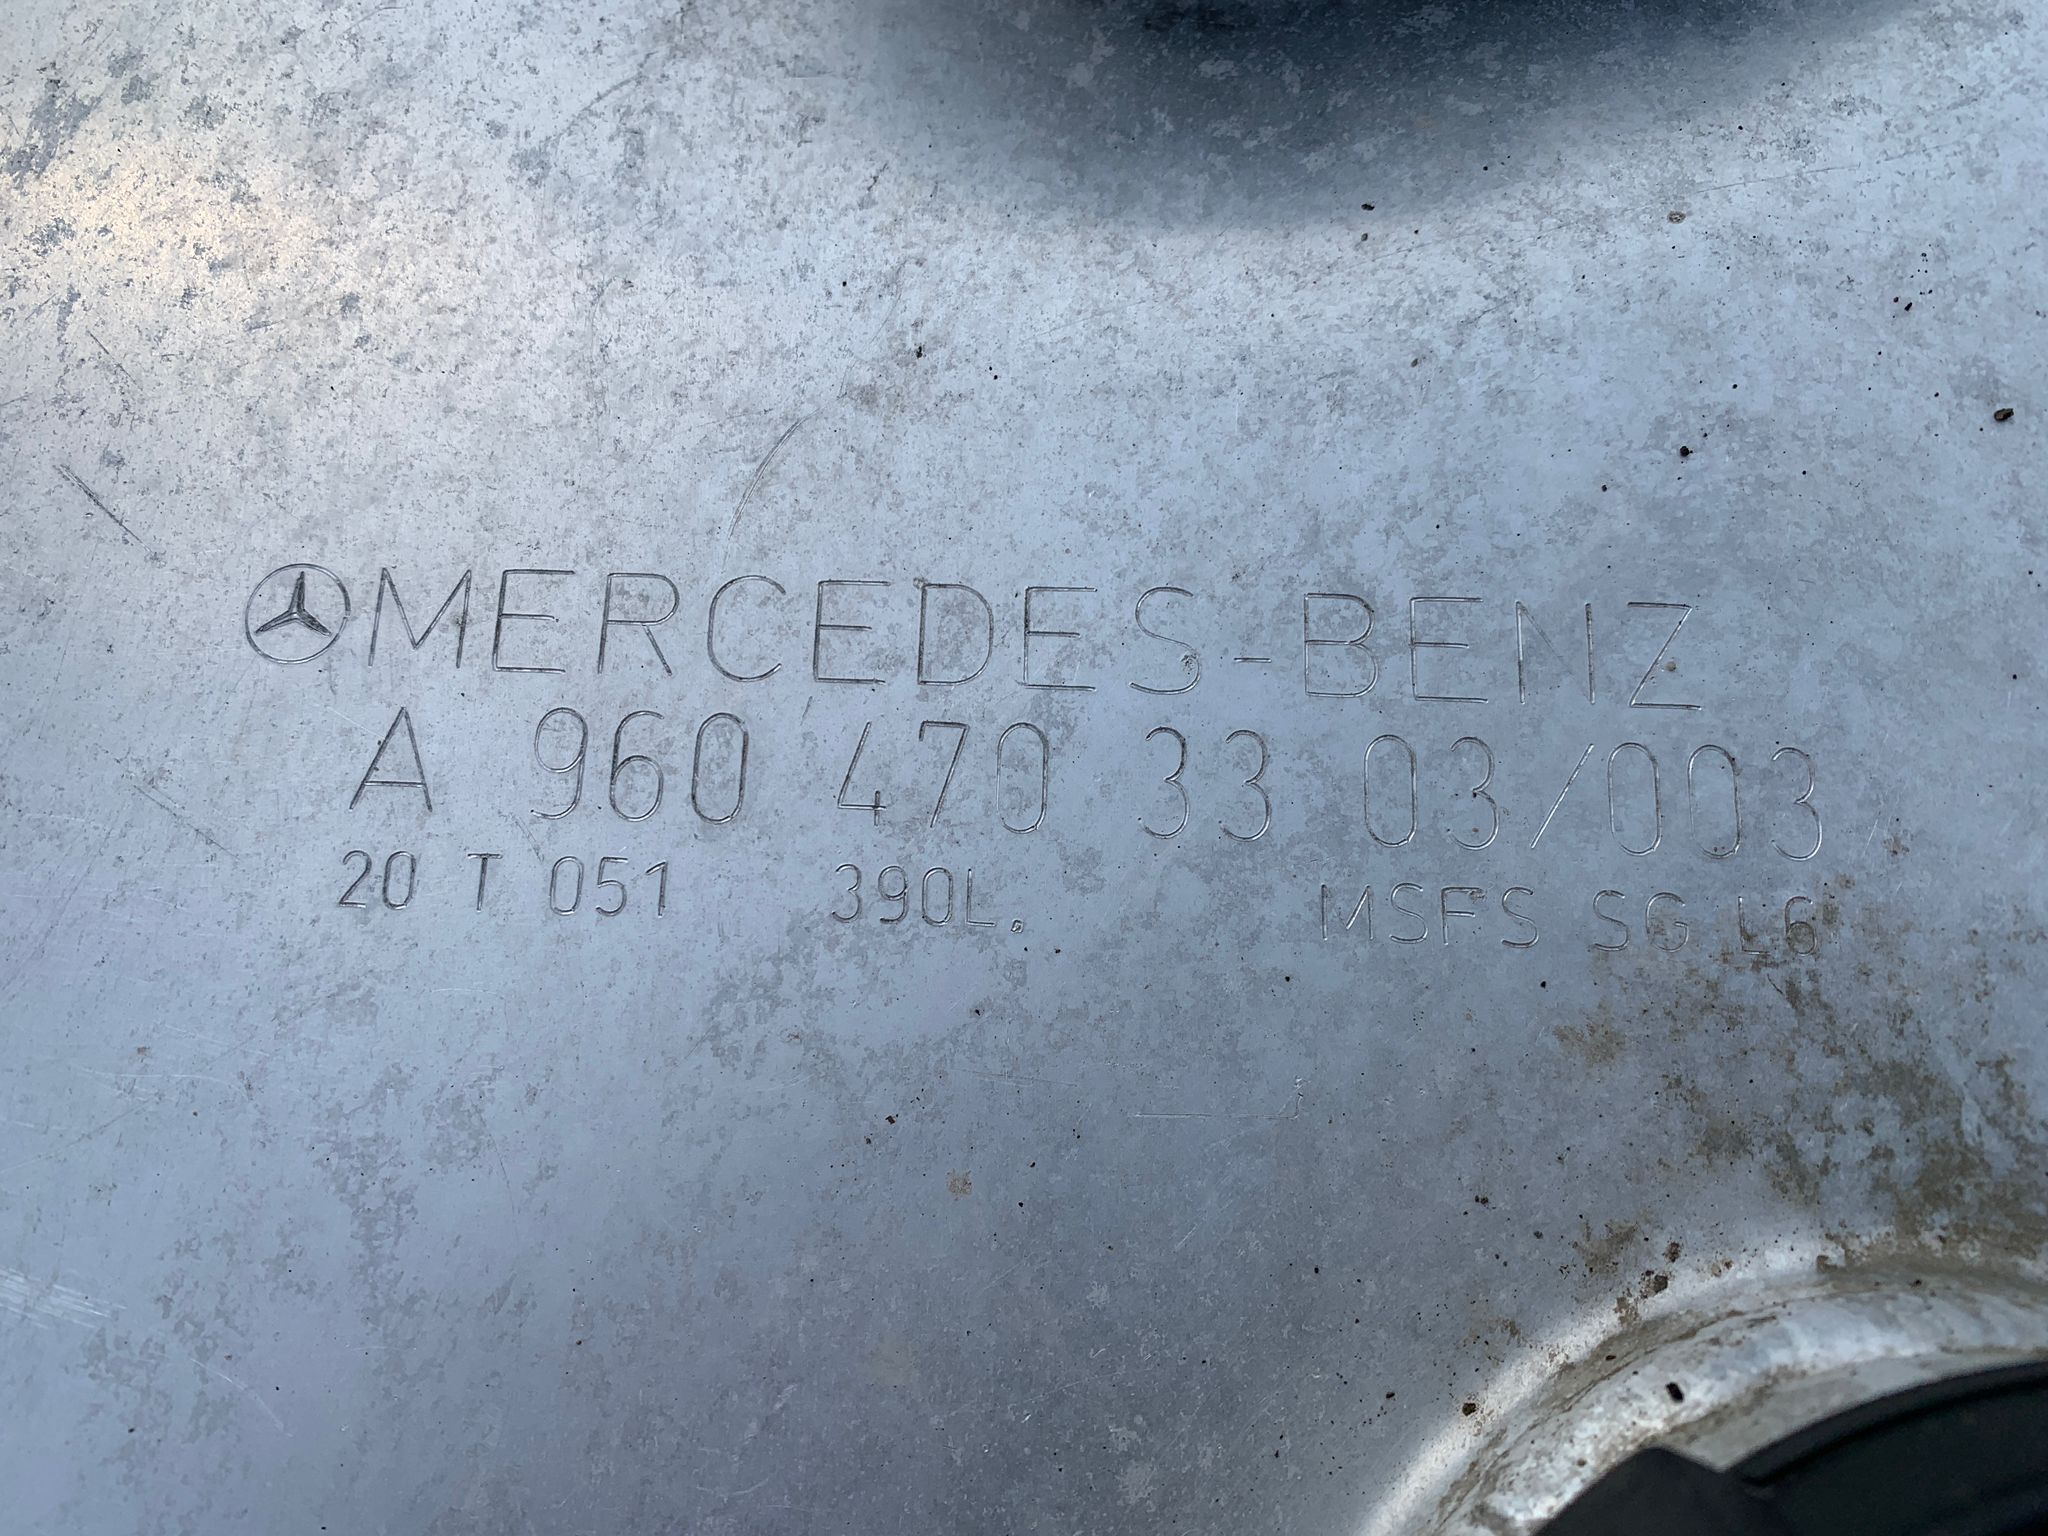 MERCEDES-BENZ
A 960 470 33 03/003
20 T 051 390L. MSFS SG L6